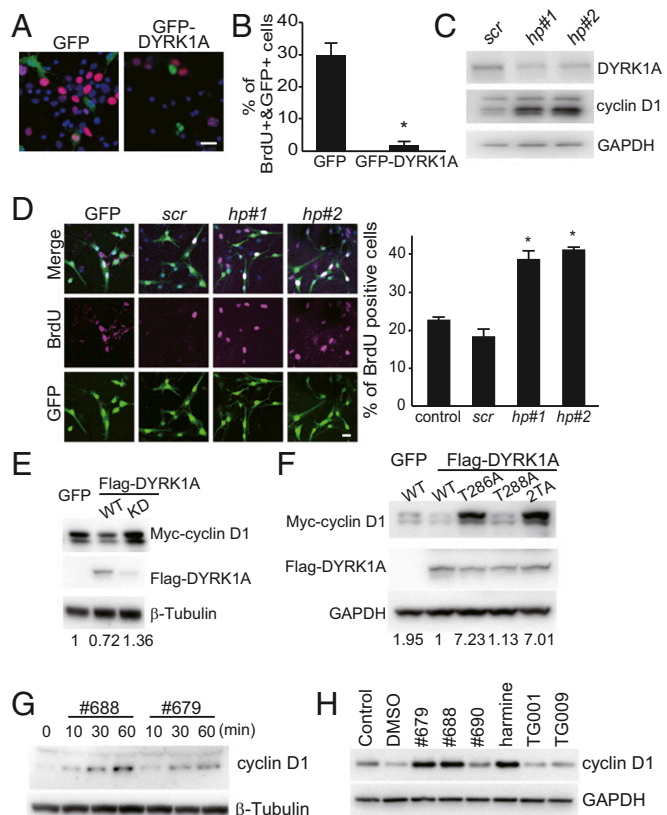 A
GFP
GFP-
DYRK1A
B
% of
BrdU+&GFP+ cells
40
30
20
10
0
*
GFP GFP-DYRK1A
C
scr hp#1 hp#2
DYRK1A
cyclin D1
GAPDH
D
GFP scr hp#1 hp#2
Merge
BrdU
GFP
% of BrdU positive cells
40
20
0
* *
control scr hp#1 hp#2
E
GFP Flag-DYRK1A
WT KD
Myc-cyclin D1
Flag-DYRK1A
β-Tubulin
1 0.72 1.36
F
GFP Flag-DYRK1A
WT WT T286A T288A 2TA
Myc-cyclin D1
Flag-DYRK1A
GAPDH
1.95 1 7.23 1.13 7.01
G
#688 #679
0 10 30 60 10 30 60 (min)
cyclin D1
β-Tubulin
H
Control DMSO #679 #688 #690 harmine TG001 TG009
cyclin D1
GAPDH